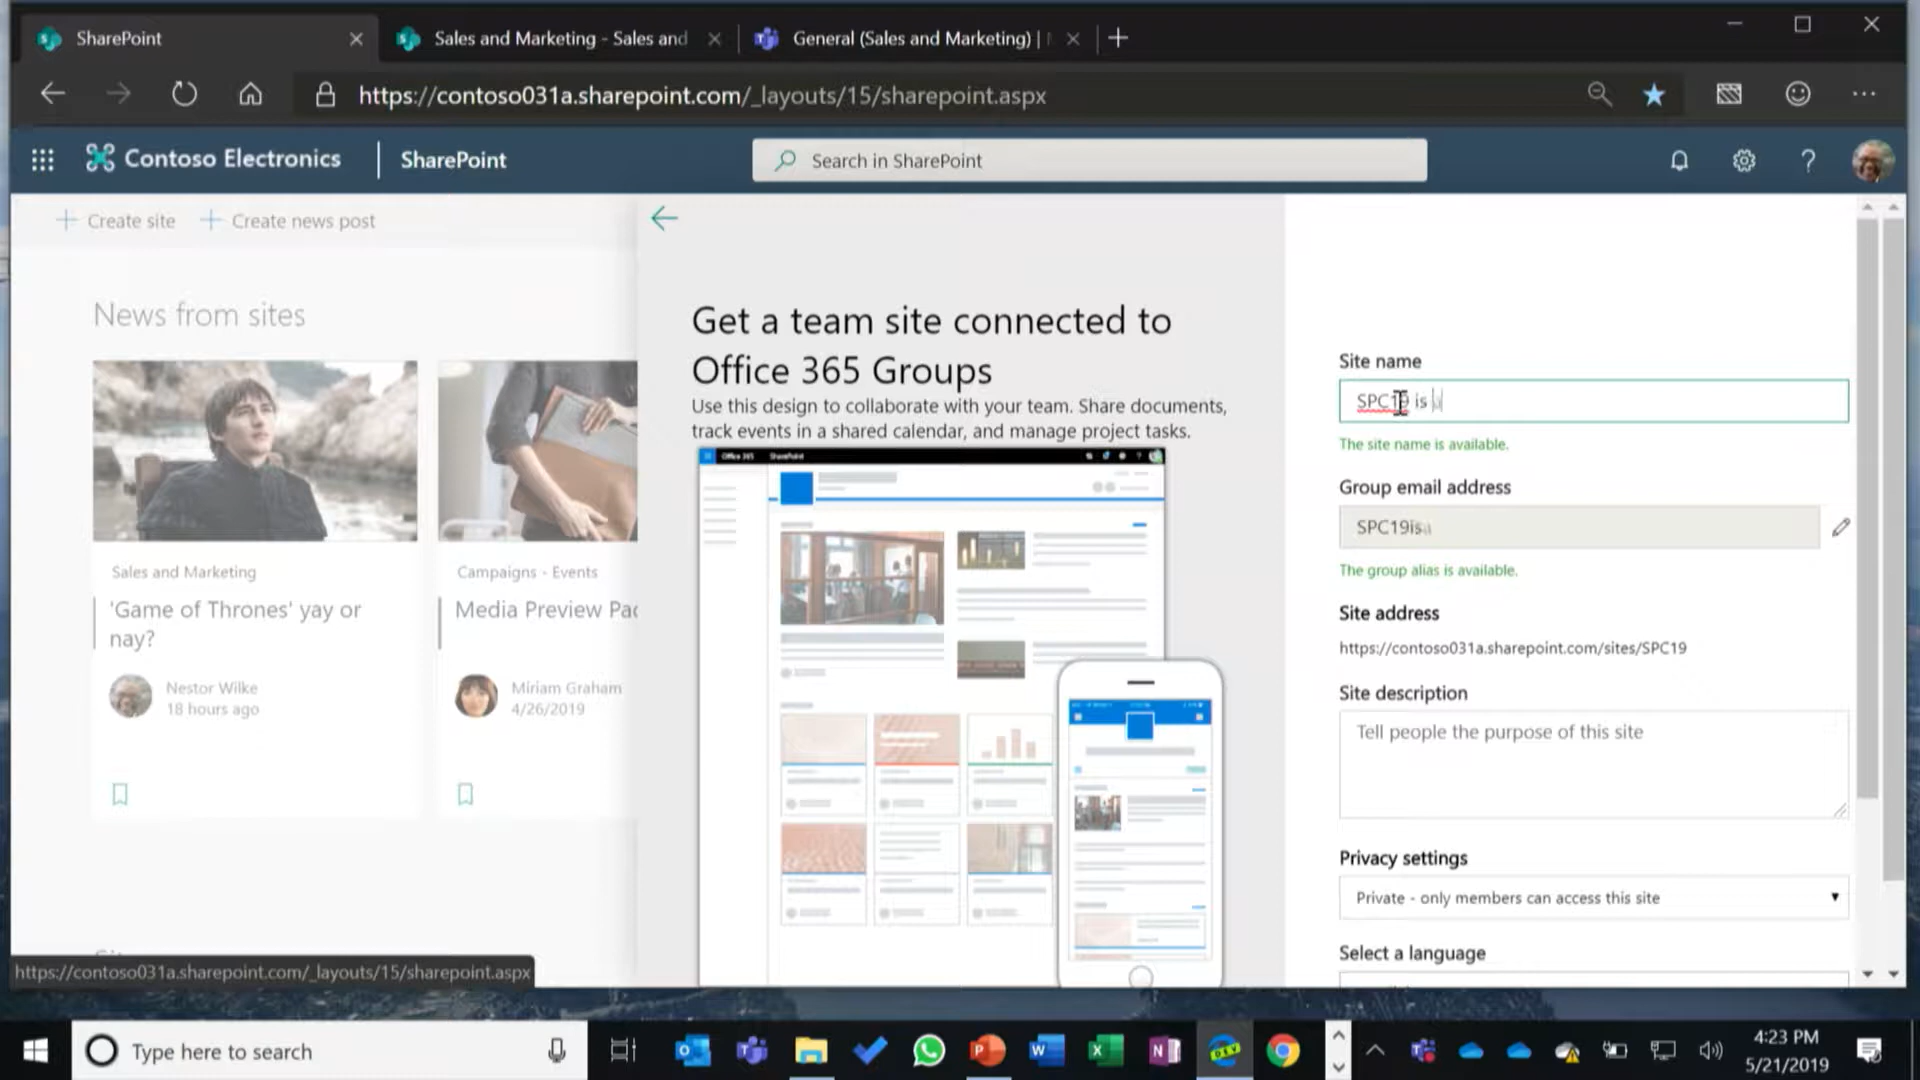 SharePoint
Sales and Marketing - Sales and
General (Sales and Marketing) |
https://contoso031a.sharepoint.com/_layouts/15/sharepoint.aspx
Contoso Electronics
SharePoint
Search in SharePoint
Create site
Create news post
News from sites
Sales and Marketing
'Game of Thrones' yay or
nay?
Nestor Wilke
18 hours ago
Campaigns - Events
Media Preview Pac
Miriam Graham
4/26/2019
Get a team site connected to
Office 365 Groups
Use this design to collaborate with your team. Share documents,
track events in a shared calendar, and manage project tasks.
Office 365 SharePoint
Site name
SPC19 is
The site name is available.
Group email address
SPC19is
The group alias is available.
Site address
https://contoso031a.sharepoint.com/sites/SPC19
Site description
Tell people the purpose of this site
Privacy settings
Private - only members can access this site
Select a language
https://contoso031a.sharepoint.com/_layouts/15/sharepoint.aspx
Type here to search
4:23 PM
5/21/2019